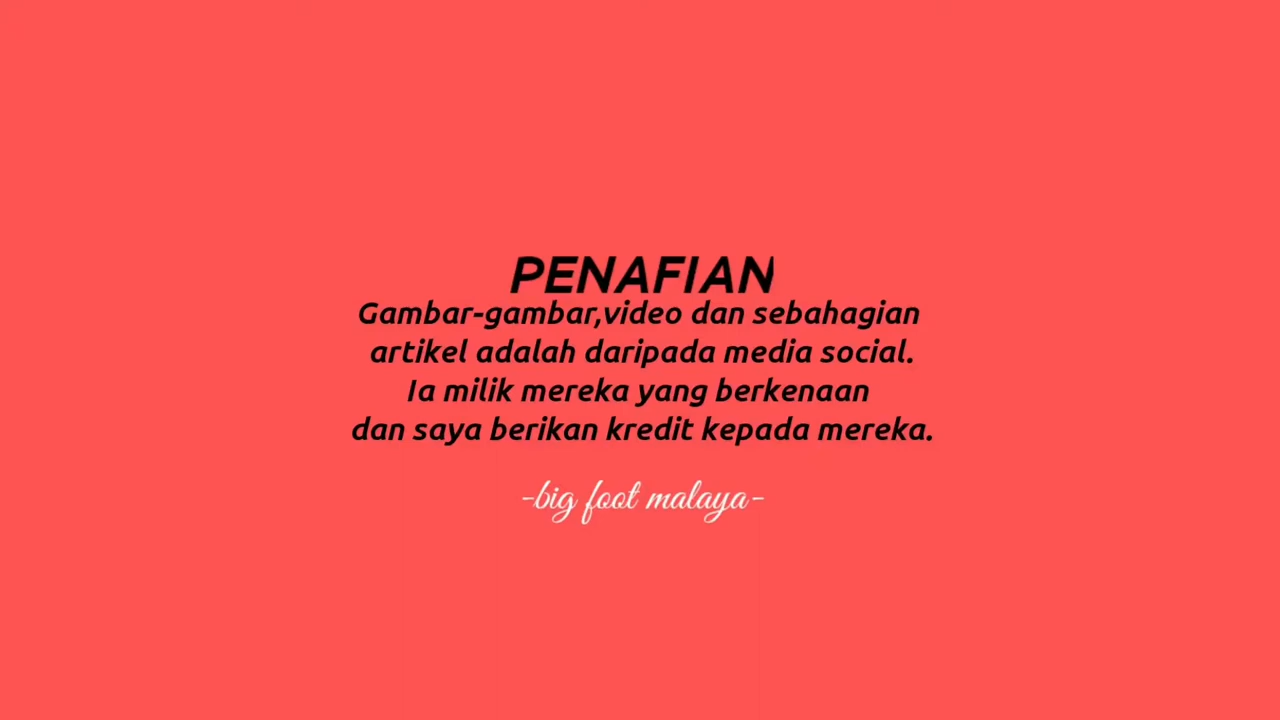 PENAFIAN
Gambar-gambar,video dan sebahagian
artikel adalah daripada media social.
Ia milik mereka yang berkenaan
dan saya berikan kredit kepada mereka.
-big foot malaya-